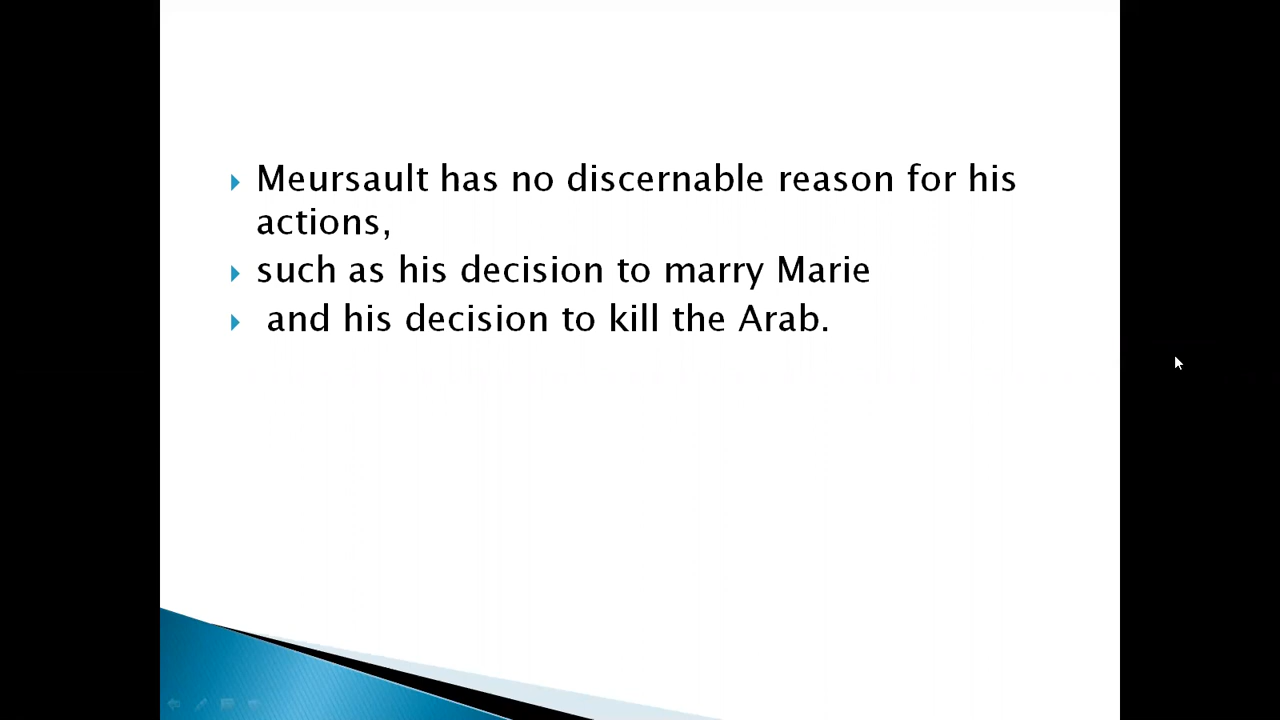 Meursault has no discernable reason for his
actions,
such as his decision to marry Marie
and his decision to kill the Arab.